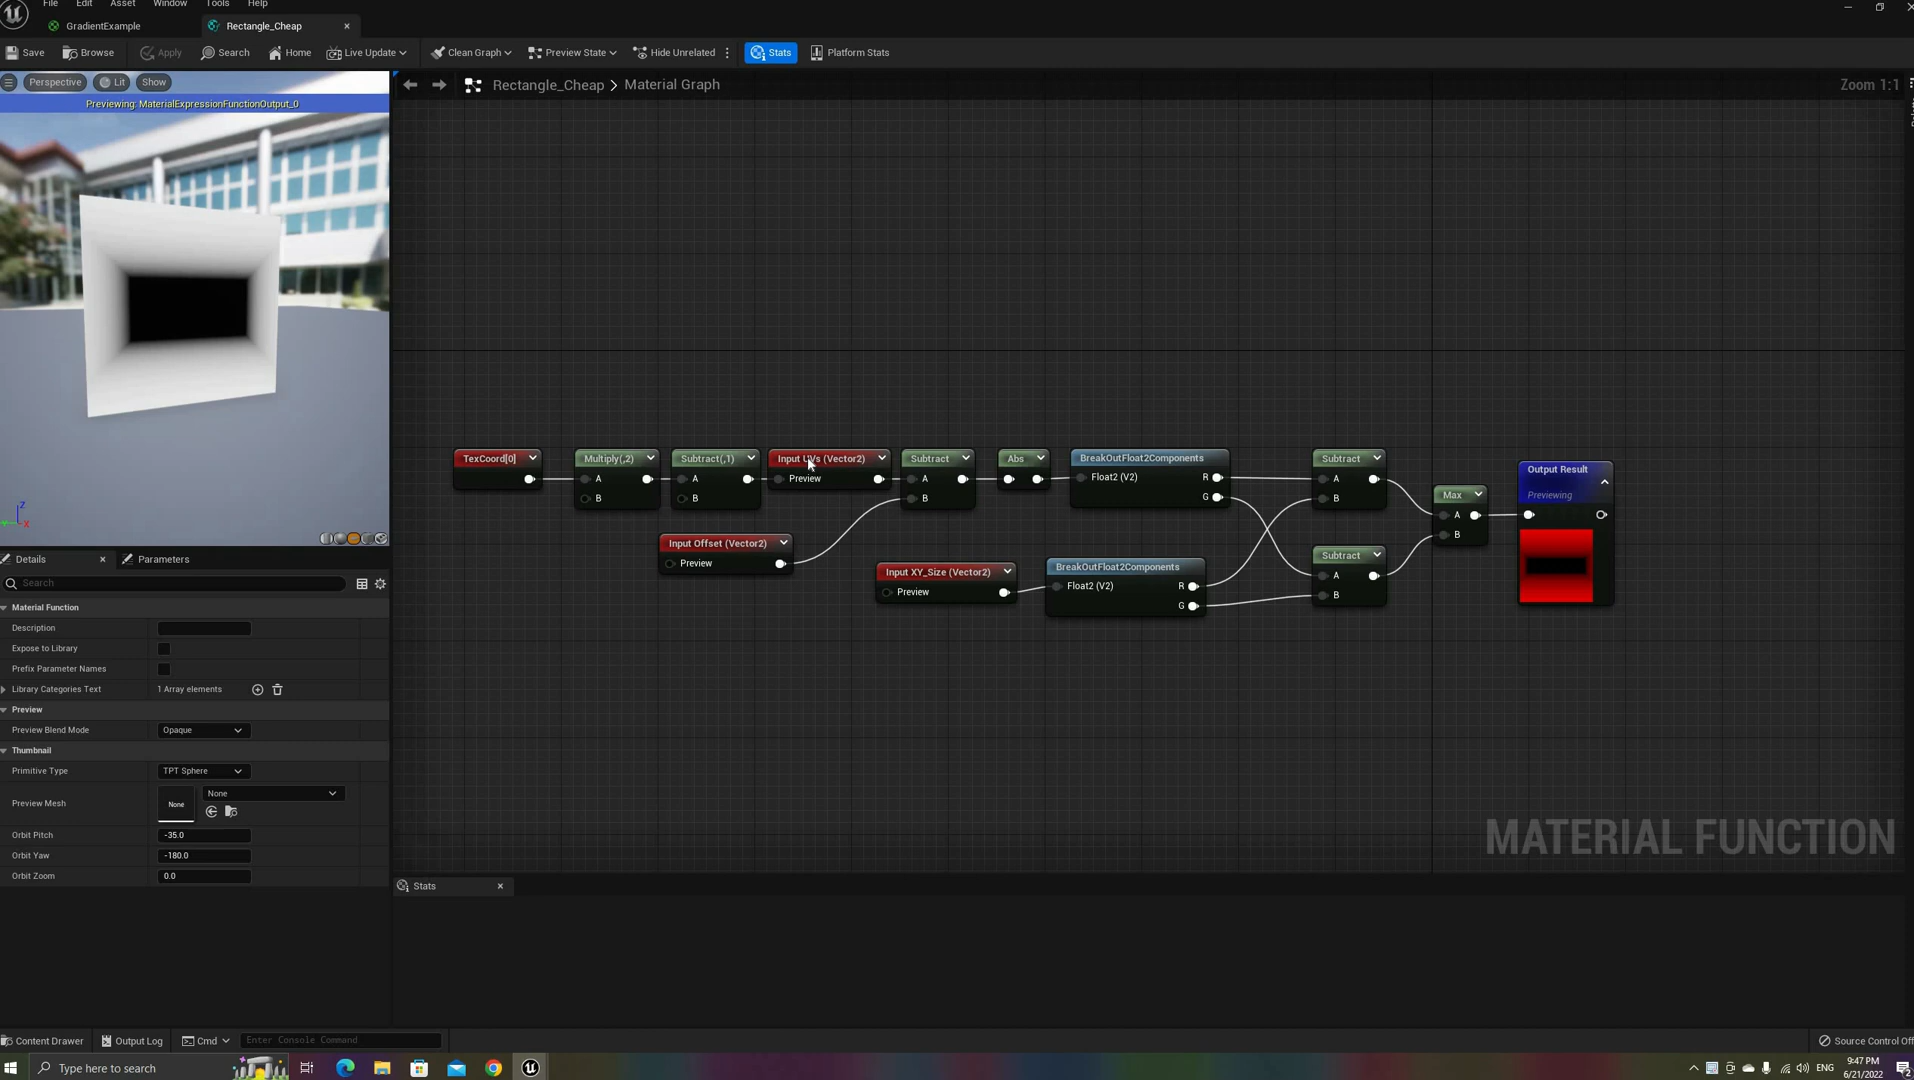 File Edit Asset Window Tools Help
GradientExample
Rectangle_Cheap
Save
Browse
Apply
Search
Home
Live Update
Clean Graph
Preview State
Hide Unrelated
Stats
Platform Stats
Perspective
Lit
Show
Previewing: MaterialExpressionFunctionOutput_0
Rectangle_Cheap > Material Graph
Zoom 1:1
TexCoord[0]
Multiply(,2)
A
B
Subtract(,1)
A
B
Input UVs (Vector2)
Preview
Subtract
A
B
Abs
BreakOutFloat2Components
Float2 (V2)
R
G
Subtract
A
B
Max
A
B
Output Result
Previewing
Input Offset (Vector2)
Preview
Input XY_Size (Vector2)
Preview
BreakOutFloat2Components
Float2 (V2)
R
G
Subtract
A
B
Z
X
Details
Parameters
Search
Material Function
Description
Expose to Library
Prefix Parameter Names
Library Categories Text 1 Array elements
Preview
Preview Blend Mode Opaque
Thumbnail
Primitive Type TPT Sphere
Preview Mesh None None
Orbit Pitch -35.0
Orbit Yaw -180.0
Orbit Zoom 0.0
MATERIAL FUNCTION
Stats
Content Drawer
Output Log
Cmd
Enter Console Command
Source Control Off
Type here to search
ENG
9:47 PM
6/21/2022
2